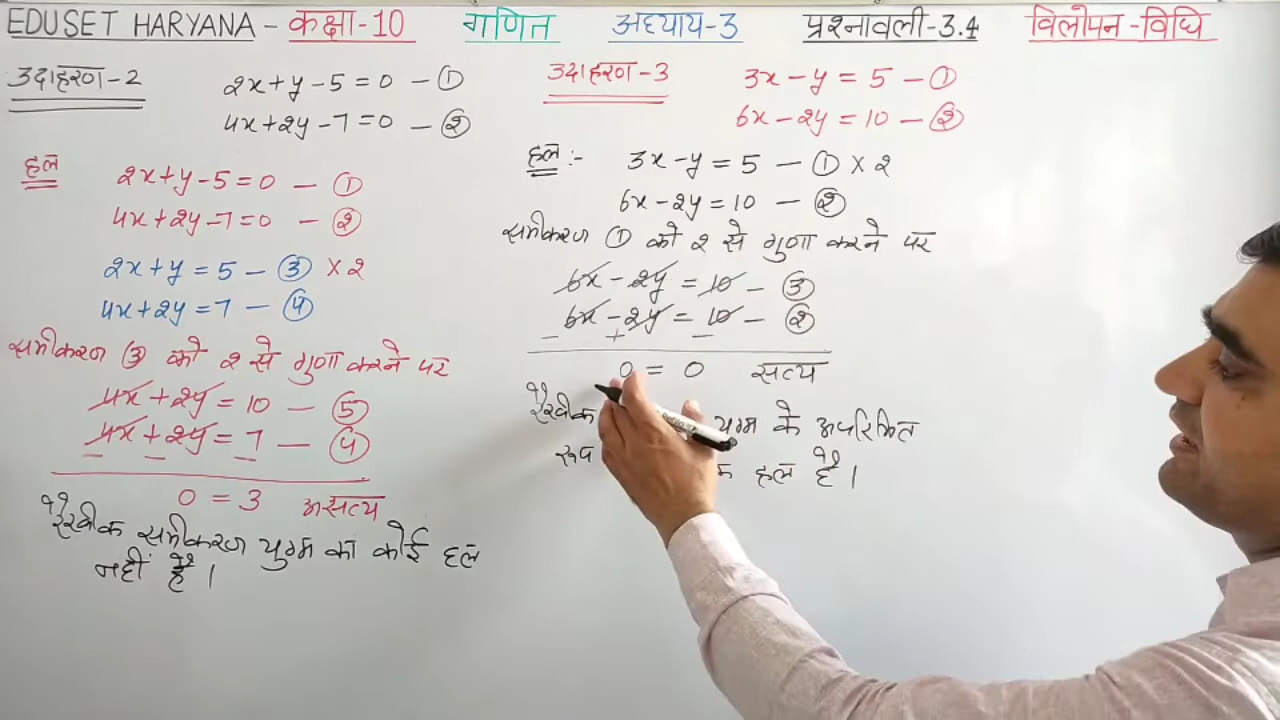 EDUSET HARYANA - कक्षा-10 गणित अध्याय-3 प्रश्नावली-3.4 विलोपन-विधि
उदाहरण-2 2x+y-5=0 - ①
4x+2y-7=0 - ②
हल
2x+y-5=0 - ①
4x+2y-7=0 - ②
2x+y=5 - ③ ×2
4x+2y=7 - ④
समीकरण ③ को 2 से गुणा करने पर
4x+2y=10 - ⑤
4x+2y=7 - ④
- - -
0 = 3 असत्य
रैखीक समीकरण युग्म का कोई हल
नहीं है।
उदाहरण-3 3x-y=5 - ①
6x-2y=10 - ②
हल :- 3x-y=5 - ① ×2
6x-2y=10 - ②
समीकरण ① को 2 से गुणा करने पर
6x-2y=10 - ③
6x-2y=10 - ②
- + -
0 = 0 सत्य
रैखीक युग्म के अपरिमित
रूप हल है।